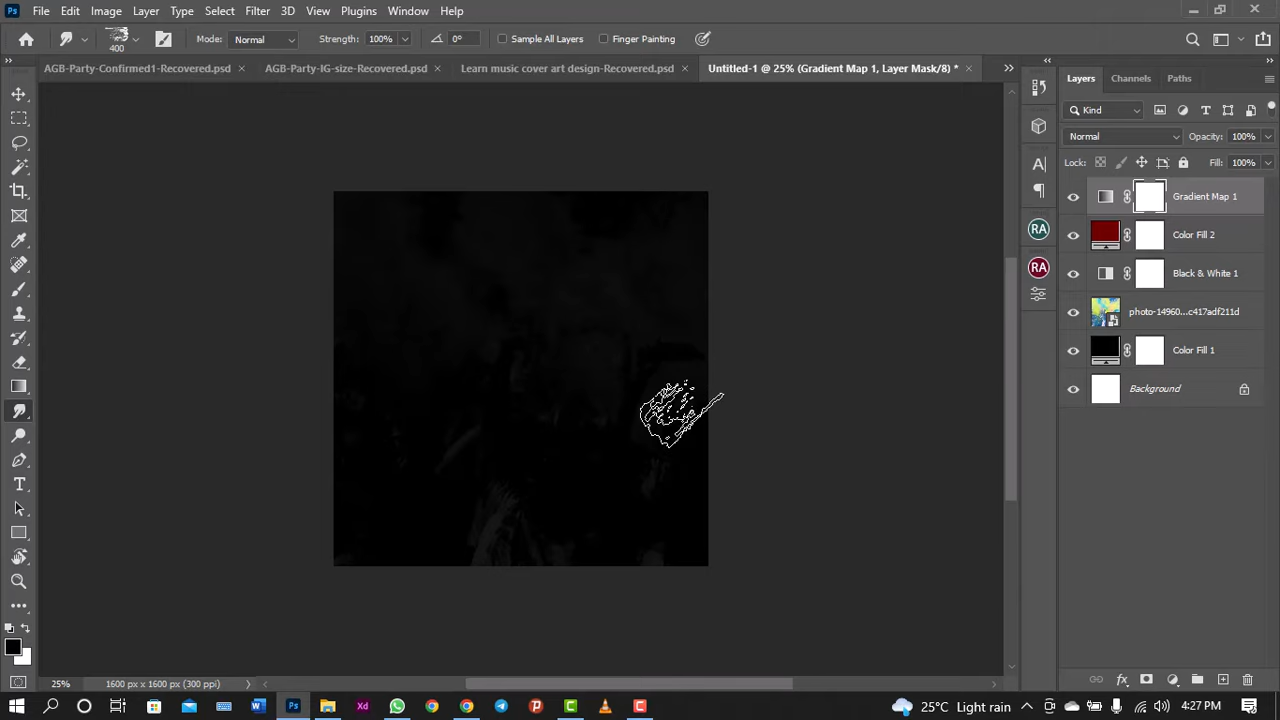 Ps File Edit Image Layer Type Select Filter 3D View Plugins Window Help
400 Mode: Normal Strength: 100% 0° Sample All Layers Finger Painting
AGB-Party-Confirmed1-Recovered.psd AGB-Party-IG-size-Recovered.psd Learn music cover art design-Recovered.psd Untitled-1 @ 25% (Gradient Map 1, Layer Mask/8) *
Layers Channels Paths
Kind
Normal Opacity: 100%
Lock: Fill: 100%
Gradient Map 1
RA
Color Fill 2
RA
Black & White 1
photo-14960...c417adf211d
Color Fill 1
Background
25% 1600 px x 1600 px (300 ppi)
25°C Light rain 4:27 PM